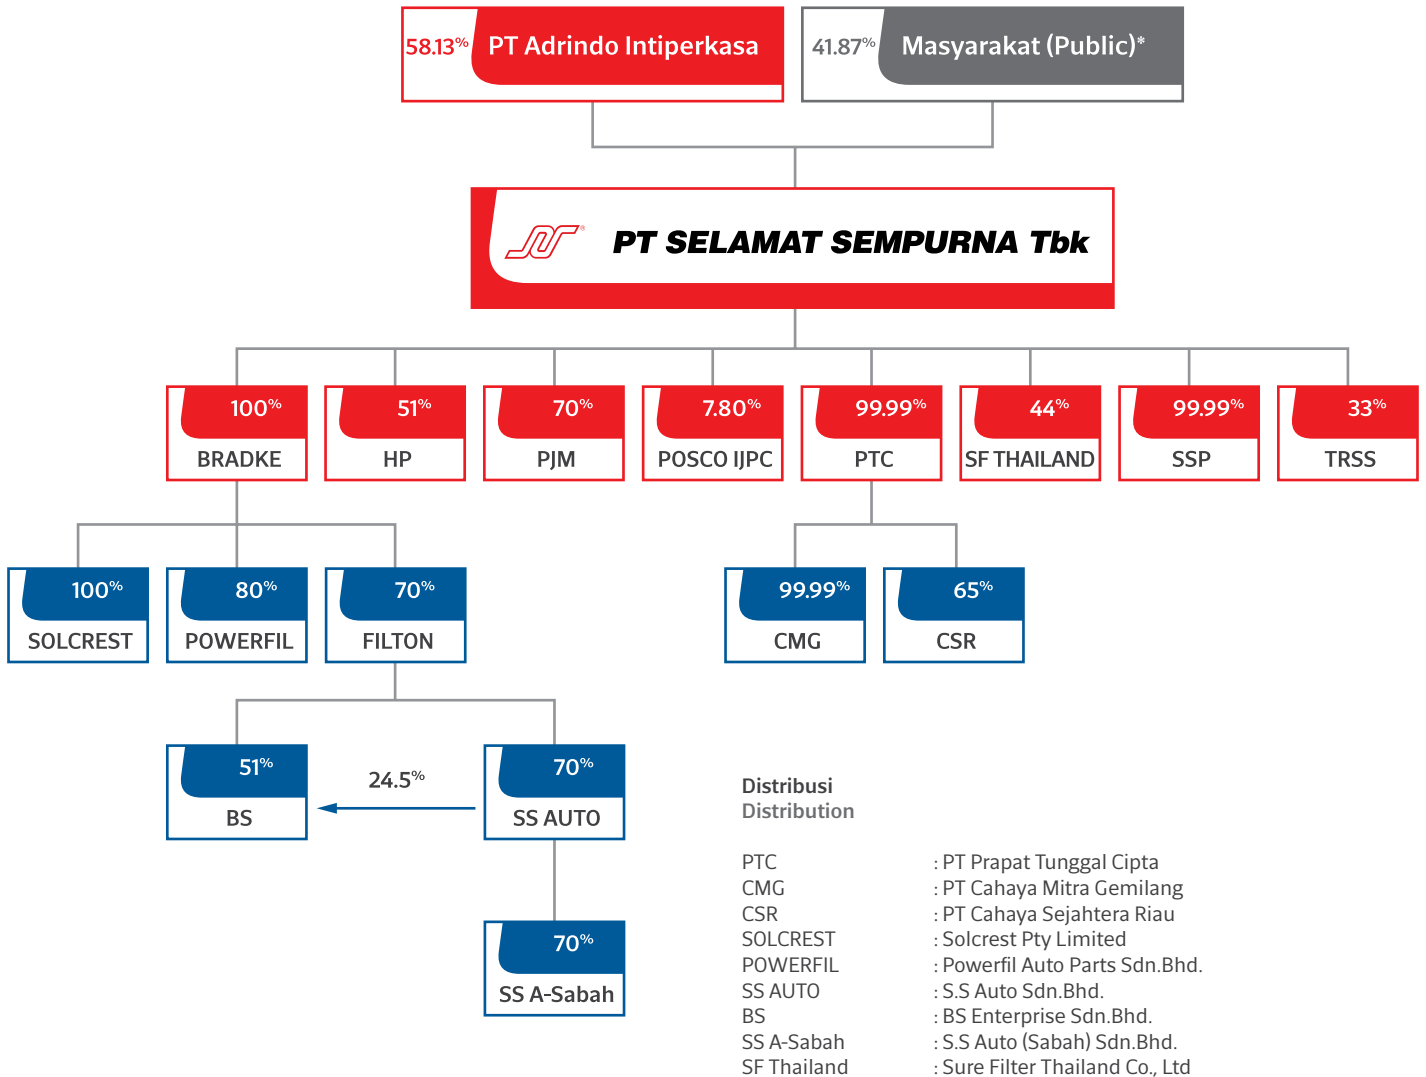 58.13% PT Adrindo Intiperkasa
41.87% Masyarakat (Public)*
PT SELAMAT SEMPURNA Tbk
100%
BRADKE
51%
HP
70%
PJM
7.80%
POSCO IJPC
99.99%
PTC
44%
SF THAILAND
99.99%
SSP
33%
TRSS
100%
SOLCREST
80%
POWERFIL
70%
FILTON
99.99%
CMG
65%
CSR
51%
BS
24.5%
70%
SS AUTO
70%
SS A-Sabah
Distribusi
Distribution
PTC : PT Prapat Tunggal Cipta
CMG : PT Cahaya Mitra Gemilang
CSR : PT Cahaya Sejahtera Riau
SOLCREST : Solcrest Pty Limited
POWERFIL : Powerfil Auto Parts Sdn.Bhd.
SS AUTO : S.S Auto Sdn.Bhd.
BS : BS Enterprise Sdn.Bhd.
SS A-Sabah : S.S Auto (Sabah) Sdn.Bhd.
SF Thailand : Sure Filter Thailand Co., Ltd